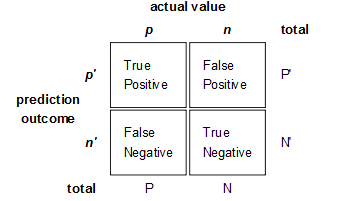 actual value
p n total
True Positive False Positive
p' P'
prediction outcome
False Negative True Negative
n' N'
total P N